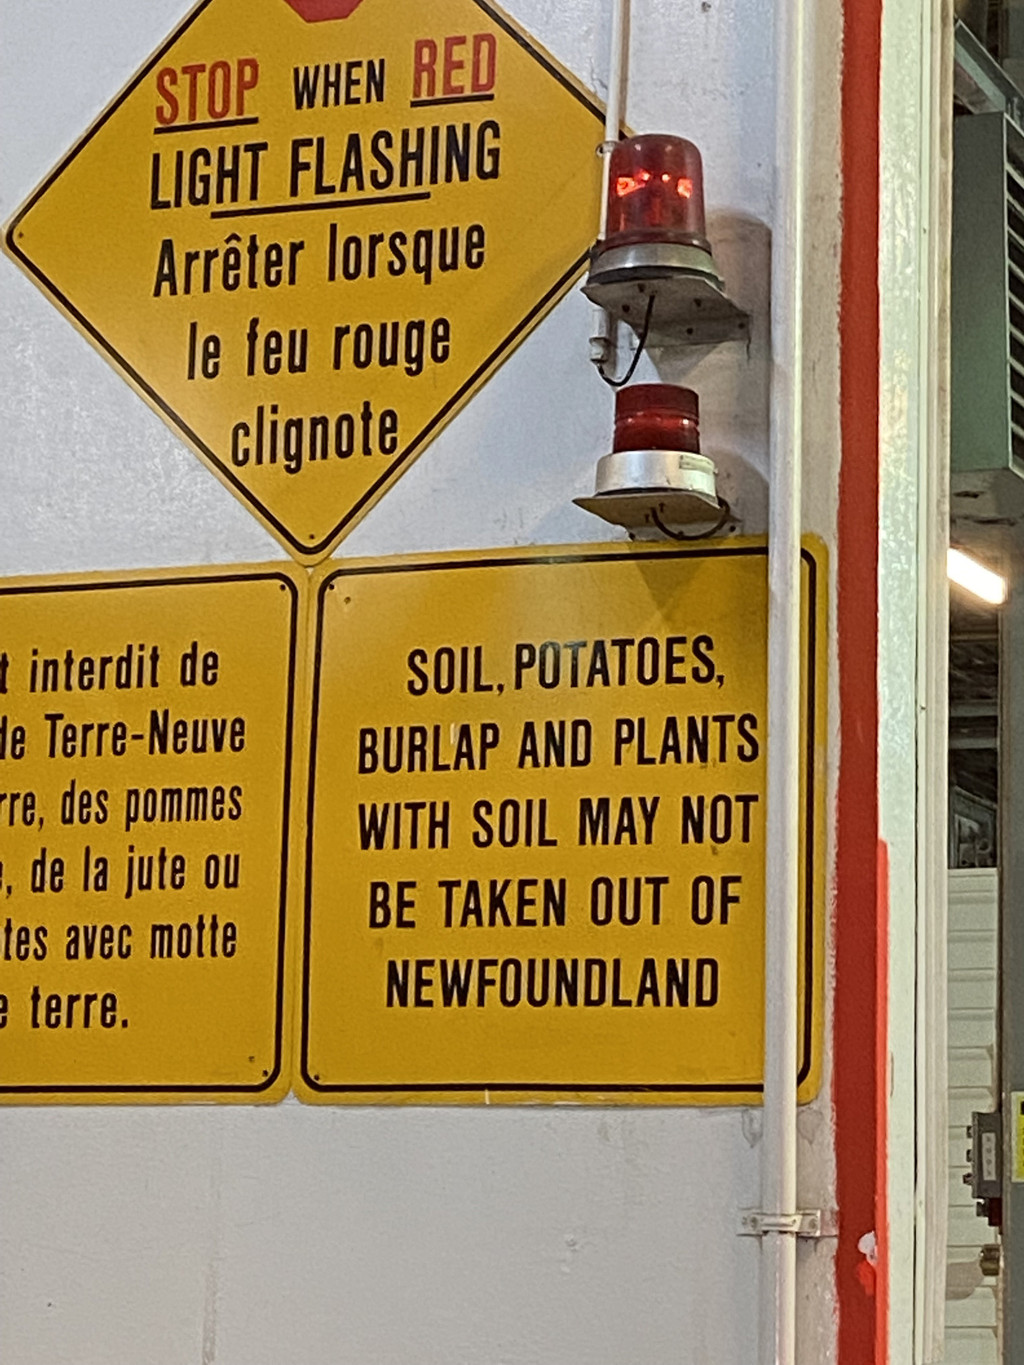 STOP WHEN RED
LIGHT FLASHING
Arrêter lorsque
le feu rouge
clignote
interdit de
de Terre-Neuve
des pommes
de la jute ou
avec motte
terre.
SOIL, POTATOES,
BURLAP AND PLANTS
WITH SOIL MAY NOT
BE TAKEN OUT OF
NEWFOUNDLAND